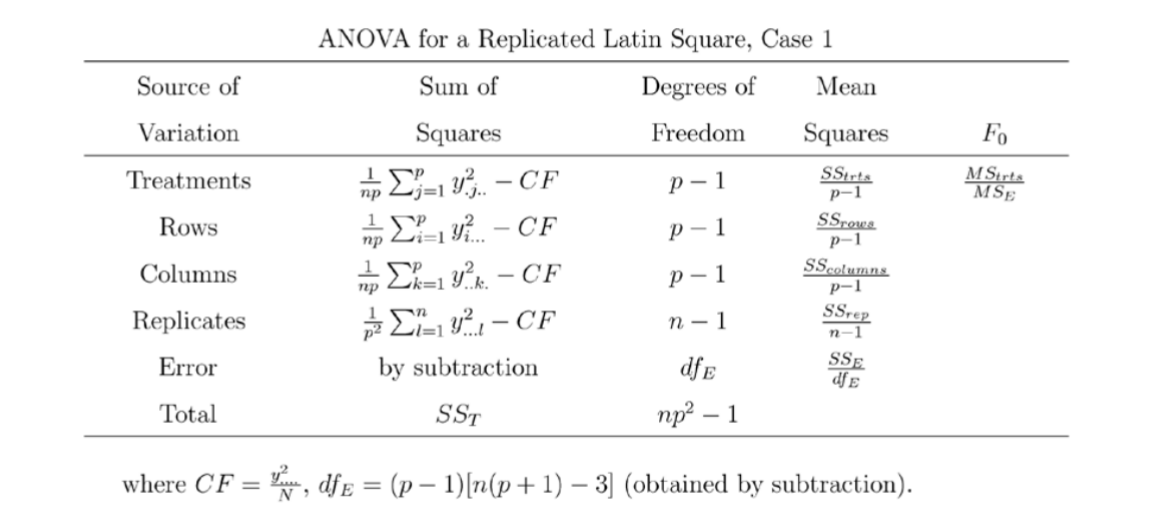 ANOVA for a Replicated Latin Square, Case 1
Source of Sum of Degrees of Mean
Variation Squares Freedom Squares F₀
Treatments \frac{1}{np} \sum_{j=1}^{p} y_{.j..}^{2} − CF p − 1 \frac{SS_{trts}}{p−1} \frac{MS_{trts}}{MS_E}
Rows \frac{1}{np} \sum_{i=1}^{p} y_{i...}^{2} − CF p − 1 \frac{SS_{rows}}{p−1}
Columns \frac{1}{np} \sum_{k=1}^{p} y_{..k.}^{2} − CF p − 1 \frac{SS_{columns}}{p−1}
Replicates \frac{1}{p^2} \sum_{l=1}^{n} y_{...l}^{2} − CF n − 1 \frac{SS_{rep}}{n−1}
Error by subtraction df_E \frac{SS_E}{df_E}
Total SS_T np² − 1
where CF = \frac{y_{....}^{2}}{N}, df_E = (p − 1)[n(p + 1) − 3] (obtained by subtraction).